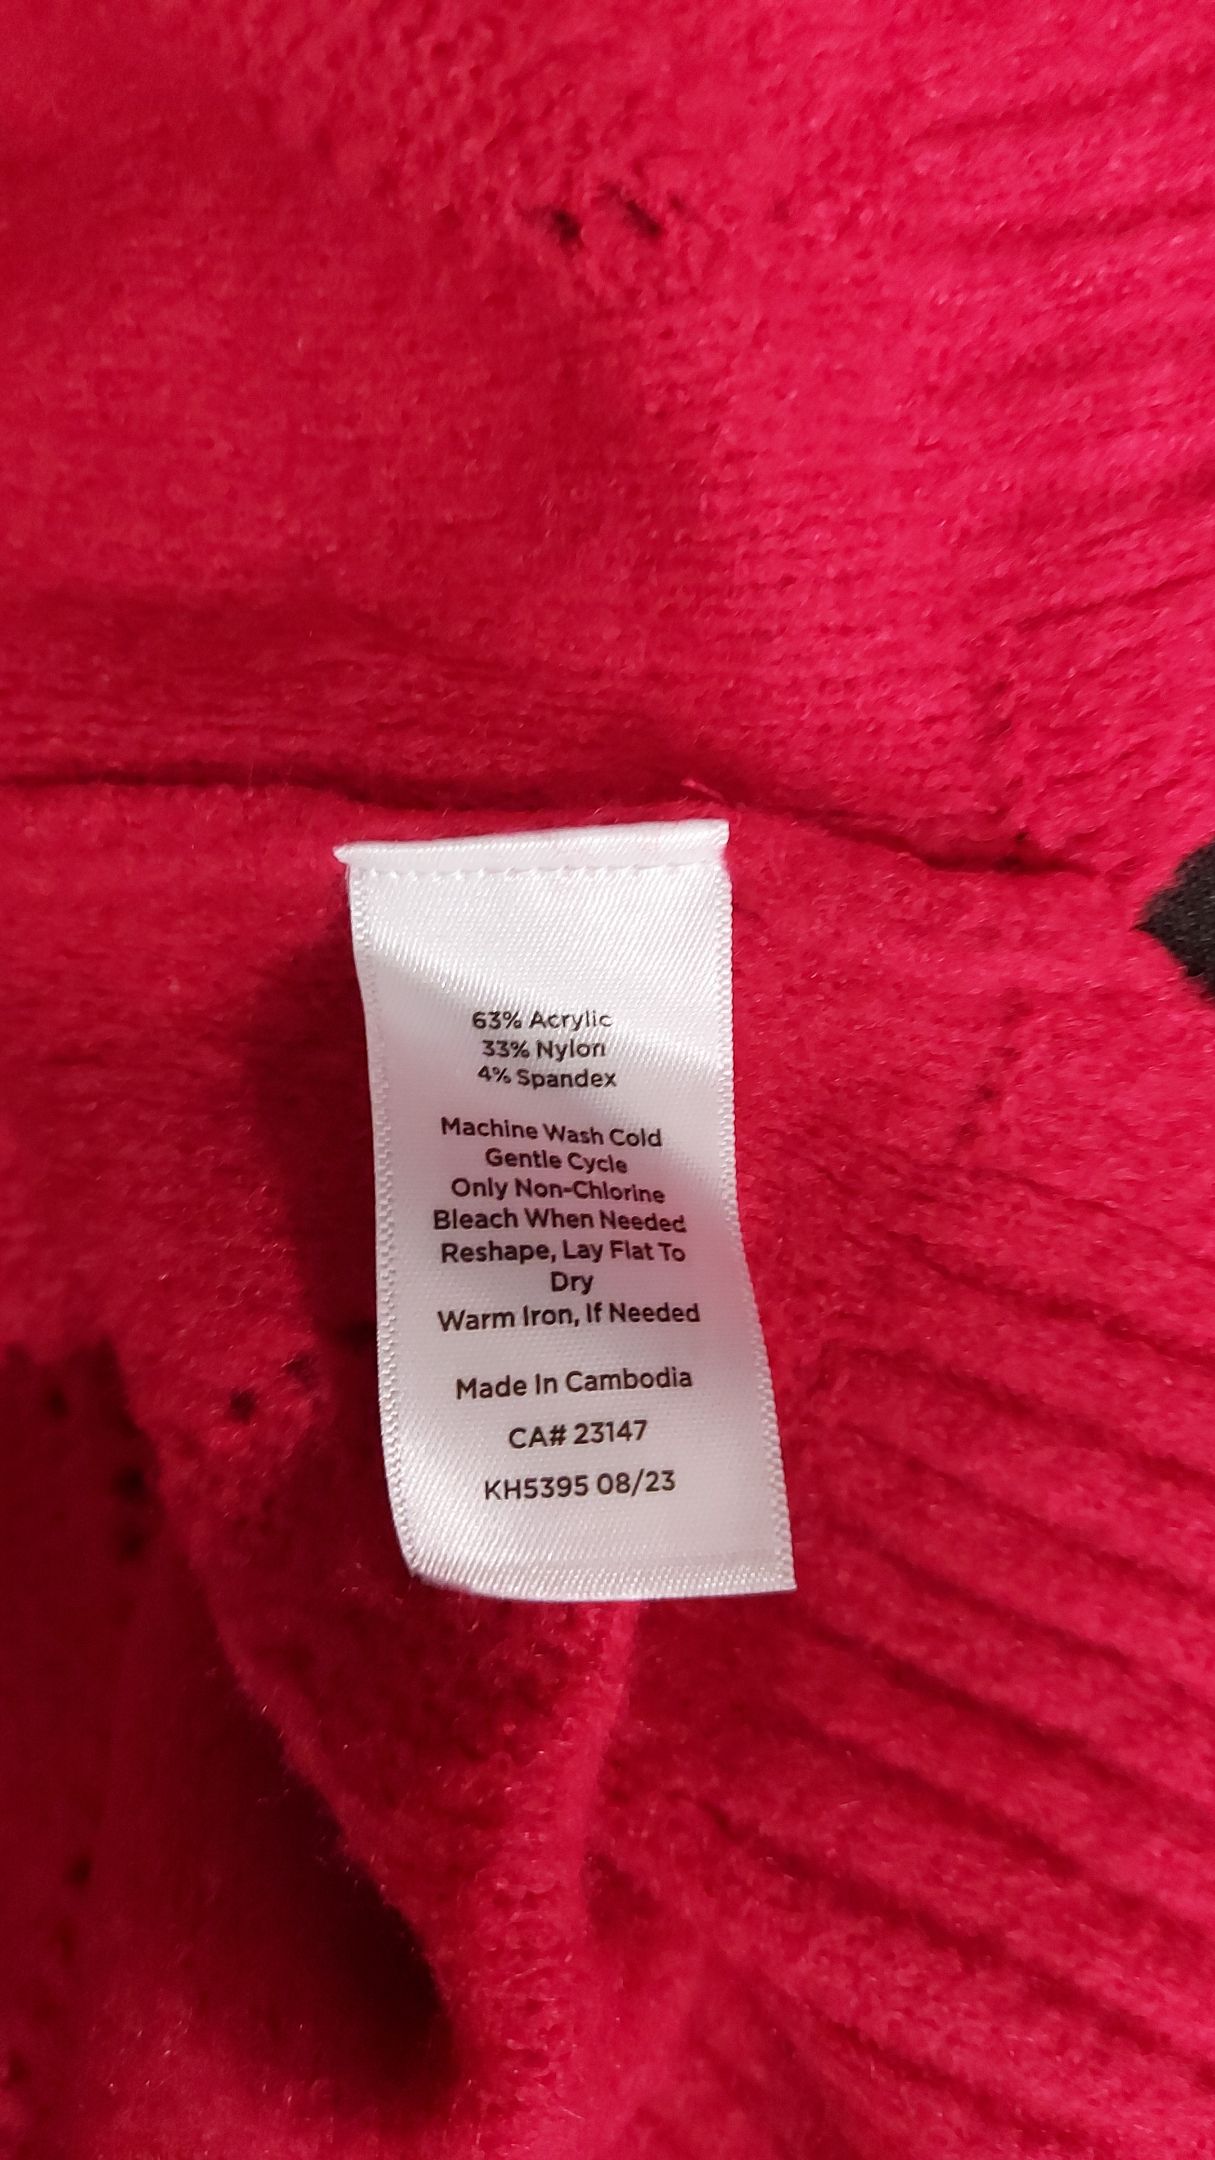 63% Acrylic
33% Nylon
4% Spandex
Machine Wash Cold
Gentle Cycle
Only Non-Chlorine
Bleach When Needed
Reshape, Lay Flat To
Dry
Warm Iron, If Needed
Made In Cambodia
CA# 23147
KH5395 08/23